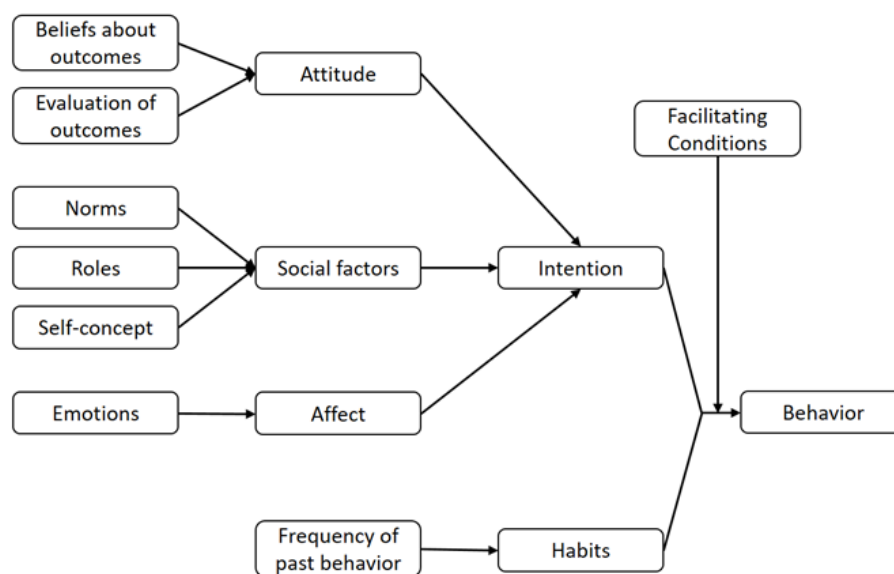 Beliefs about
outcomes
Evaluation of
outcomes
Attitude
Facilitating
Conditions
Norms
Roles
Self-concept
Social factors
Intention
Emotions
Affect
Behavior
Frequency of
past behavior
Habits